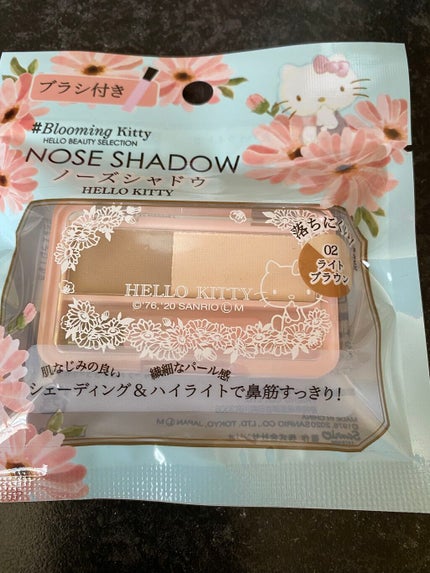 ブラシ付き
#Blooming Kitty
HELLO BEAUTY SELECTION
NOSE SHADOW
ノーズシャドウ
HELLO KITTY
落ちにくい
02
ライト
ブラウン
HELLO KITTY
©'76, '20 SANRIO Ⓛ M
肌なじみの良い 繊細なパール感
シェーディング&ハイライトで鼻筋すっきり!